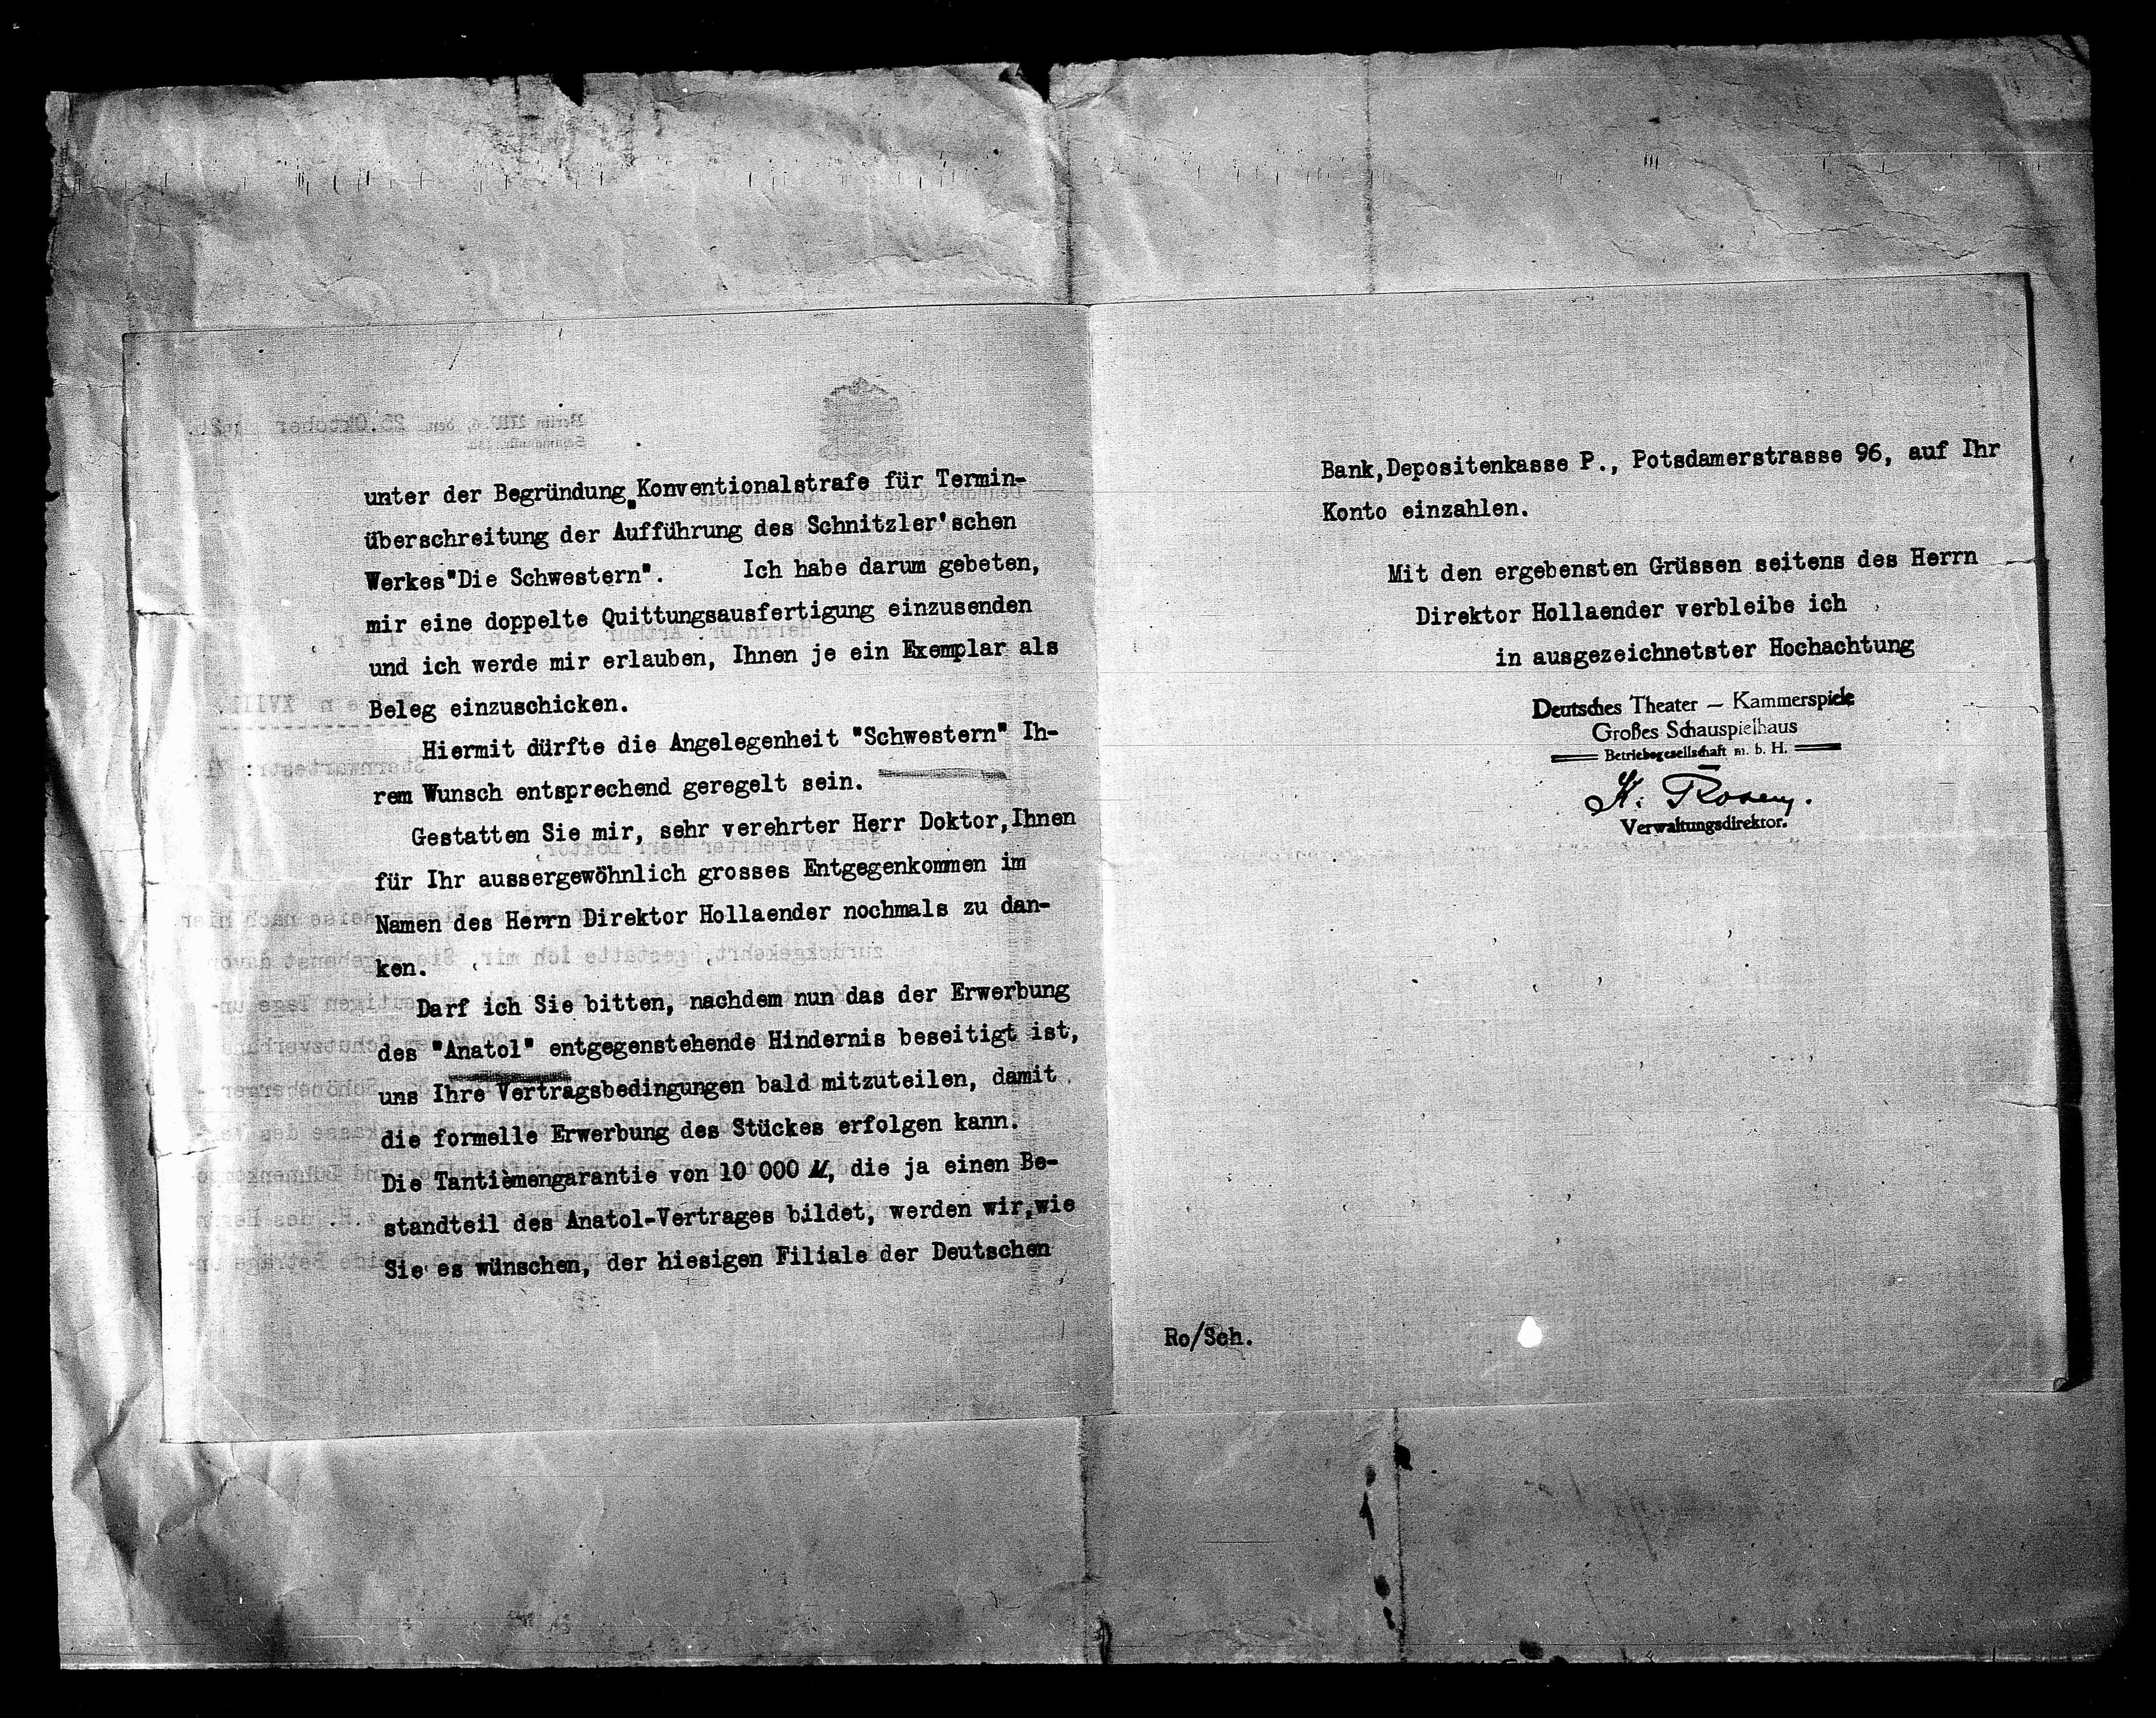 unter der Begründung„Konventionalstrafe für Termin-
überschreitung der Aufführung des Schnitzler'schen
Werkes"Die Schwestern". Ich habe darum gebeten,
mir eine doppelte Quittungsausfertigung einzusenden
und ich werde mir erlauben, Ihnen je ein Exemplar als
Beleg einzuschicken.
Hiermit dürfte die Angelegenheit "Schwestern" Ih-
rem Wunsch entsprechend geregelt sein.
Gestatten Sie mir, sehr verehrter Herr Doktor,Ihnen
für Ihr aussergewöhnlich grosses Entgegenkommen im
Namen des Herrn Direktor Hollaender nochmals zu dan-
ken.
Darf ich Sie bitten, nachdem nun das der Erwerbung
des "Anatol" entgegenstehende Hindernis beseitigt ist,
uns Ihre Vertragsbedingungen bald mitzuteilen, damit
die formelle Erwerbung des Stückes erfolgen kann.
Die Tantièmengarantie von 10 000 M, die ja einen Be-
standteil des Anatol-Vertrages bildet, werden wir,wie
Sie es wünschen, der hiesigen Filiale der Deutschen
Bank,Depositenkasse P., Potsdamerstrasse 96, auf Ihr
Konto einzahlen.
Mit den ergebensten Grüssen seitens des Herrn
Direktor Hollaender verbleibe ich
in ausgezeichnetster Hochachtung
Deutsches Theater – Kammerspiele
Großes Schauspielhaus
Betriebsgesellschaft m. b. H.
Verwaltungsdirektor.
Ro/Sch.